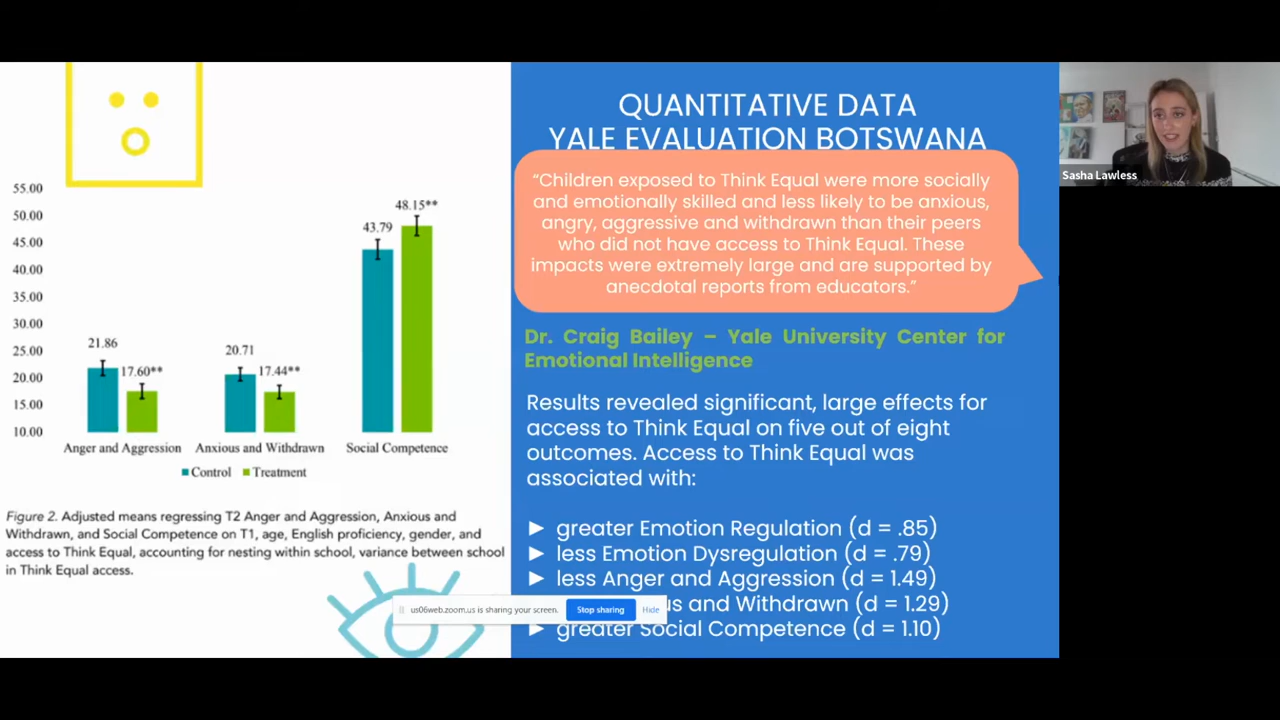 QUANTITATIVE DATA
YALE EVALUATION BOTSWANA
“Children exposed to Think Equal were more socially
and emotionally skilled and less likely to be anxious,
angry, aggressive and withdrawn than their peers
who did not have access to Think Equal. These
impacts were extremely large and are supported by
anecdotal reports from educators.”
Dr. Craig Bailey – Yale University Center for
Emotional Intelligence
Results revealed significant, large effects for
access to Think Equal on five out of eight
outcomes. Access to Think Equal was
associated with:
► greater Emotion Regulation (d = .85)
► less Emotion Dysregulation (d = .79)
► less Anger and Aggression (d = 1.49)
and Withdrawn (d = 1.29)
► greater Social Competence (d = 1.10)
55.00
50.00
45.00
40.00
35.00
30.00
25.00
20.00
15.00
10.00
21.86
17.60**
20.71
17.44**
43.79
48.15**
Anger and Aggression
Anxious and Withdrawn
Social Competence
Control
Treatment
Figure 2. Adjusted means regressing T2 Anger and Aggression, Anxious and
Withdrawn, and Social Competence on T1, age, English proficiency, gender, and
access to Think Equal, accounting for nesting within school, variance between school
in Think Equal access.
us06web.zoom.us is sharing your screen.
Stop sharing
Hide
Sasha Lawless